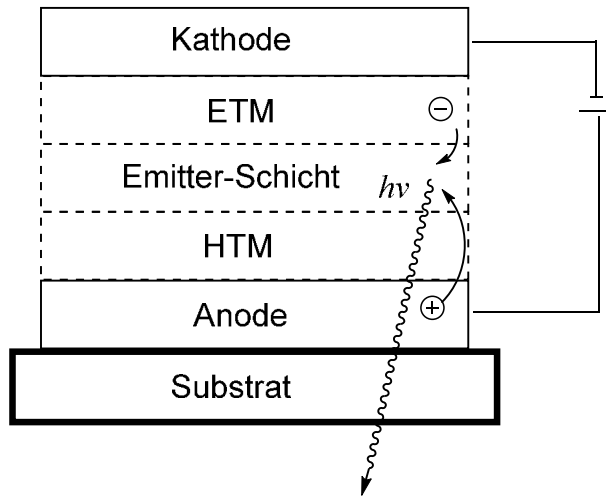 Kathode
ETM
−
Emitter-Schicht
hν
HTM
Anode
+
Substrat